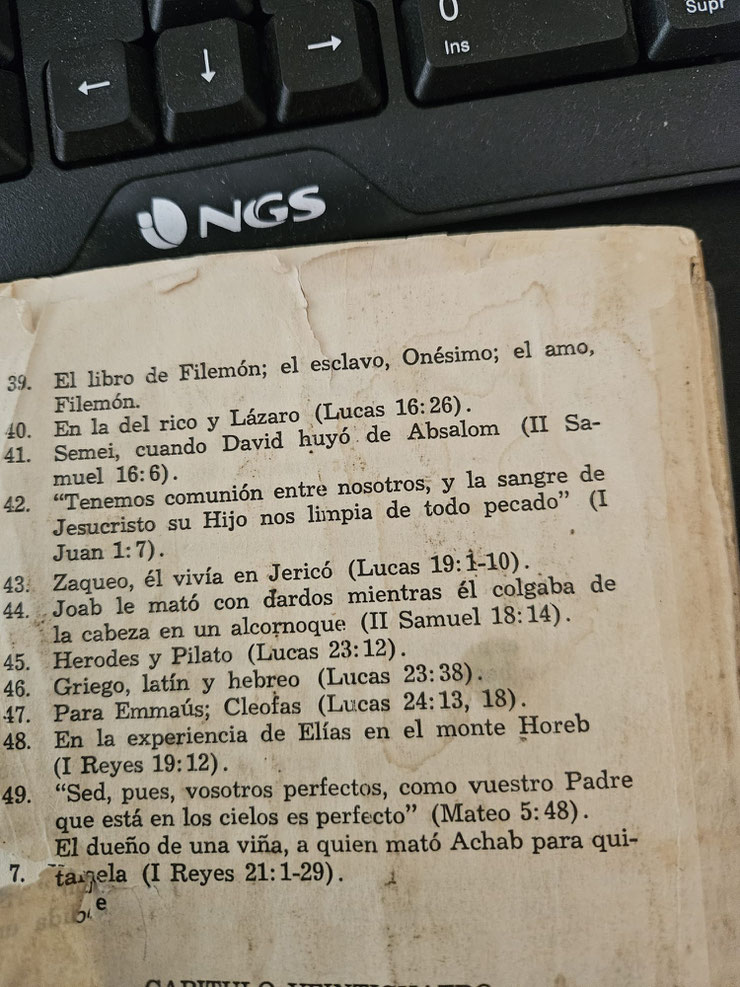 0
Ins
Supr
←
↓
→
NGS
39. El libro de Filemón; el esclavo, Onésimo; el amo,
Filemón.
40. En la del rico y Lázaro (Lucas 16:26).
41. Semei, cuando David huyó de Absalom (II Sa-
muel 16:6).
42. “Tenemos comunión entre nosotros, y la sangre de
Jesucristo su Hijo nos limpia de todo pecado” (I
Juan 1:7).
43. Zaqueo, él vivía en Jericó (Lucas 19:1-10).
44. Joab le mató con dardos mientras él colgaba de
la cabeza en un alcornoque (II Samuel 18:14).
45. Herodes y Pilato (Lucas 23:12).
46. Griego, latín y hebreo (Lucas 23:38).
47. Para Emmaús; Cleofas (Lucas 24:13, 18).
48. En la experiencia de Elías en el monte Horeb
(I Reyes 19:12).
49. “Sed, pues, vosotros perfectos, como vuestro Padre
que está en los cielos es perfecto” (Mateo 5:48).
El dueño de una viña, a quien mató Achab para qui-
7. tarsela (I Reyes 21:1-29).
e
CAPITULO VEINTICUATRO